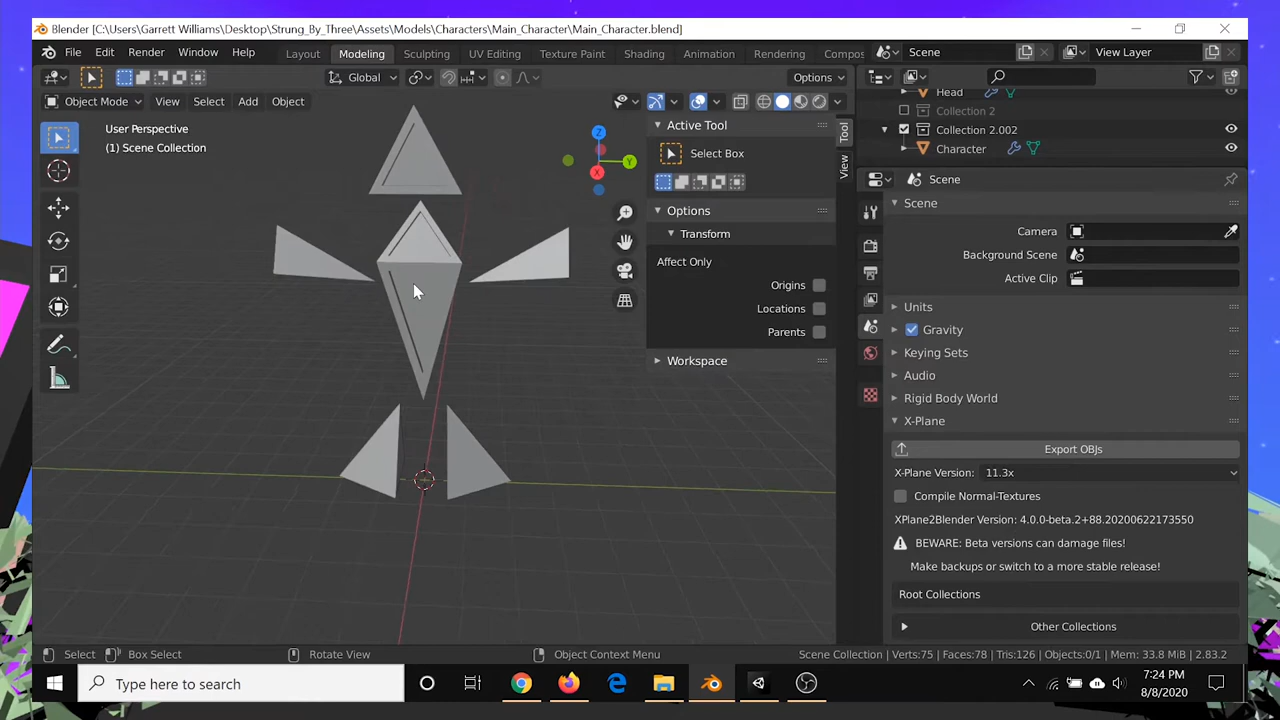 Blender [C:\Users\Garrett Williams\Desktop\Strung_By_Three\Assets\Models\Characters\Main_Character\Main_Character.blend]
File Edit Render Window Help Layout Modeling Sculpting UV Editing Texture Paint Shading Animation Rendering Compos Scene View Layer
Global Options
Object Mode View Select Add Object
User Perspective
(1) Scene Collection
Z
Y
X
Active Tool
Select Box
Options
Transform
Affect Only
Origins
Locations
Parents
Workspace
Tool
View
Head
Collection 2
Collection 2.002
Character
Scene
Scene
Camera
Background Scene
Active Clip
Units
Gravity
Keying Sets
Audio
Rigid Body World
X-Plane
Export OBJs
X-Plane Version: 11.3x
Compile Normal-Textures
XPlane2Blender Version: 4.0.0-beta.2+88.20200622173550
BEWARE: Beta versions can damage files!
Make backups or switch to a more stable release!
Root Collections
Other Collections
Select Box Select Rotate View Object Context Menu Scene Collection | Verts:75 | Faces:78 | Tris:126 | Objects:0/1 | Mem: 33.8 MiB | 2.83.2
Type here to search
7:24 PM
8/8/2020